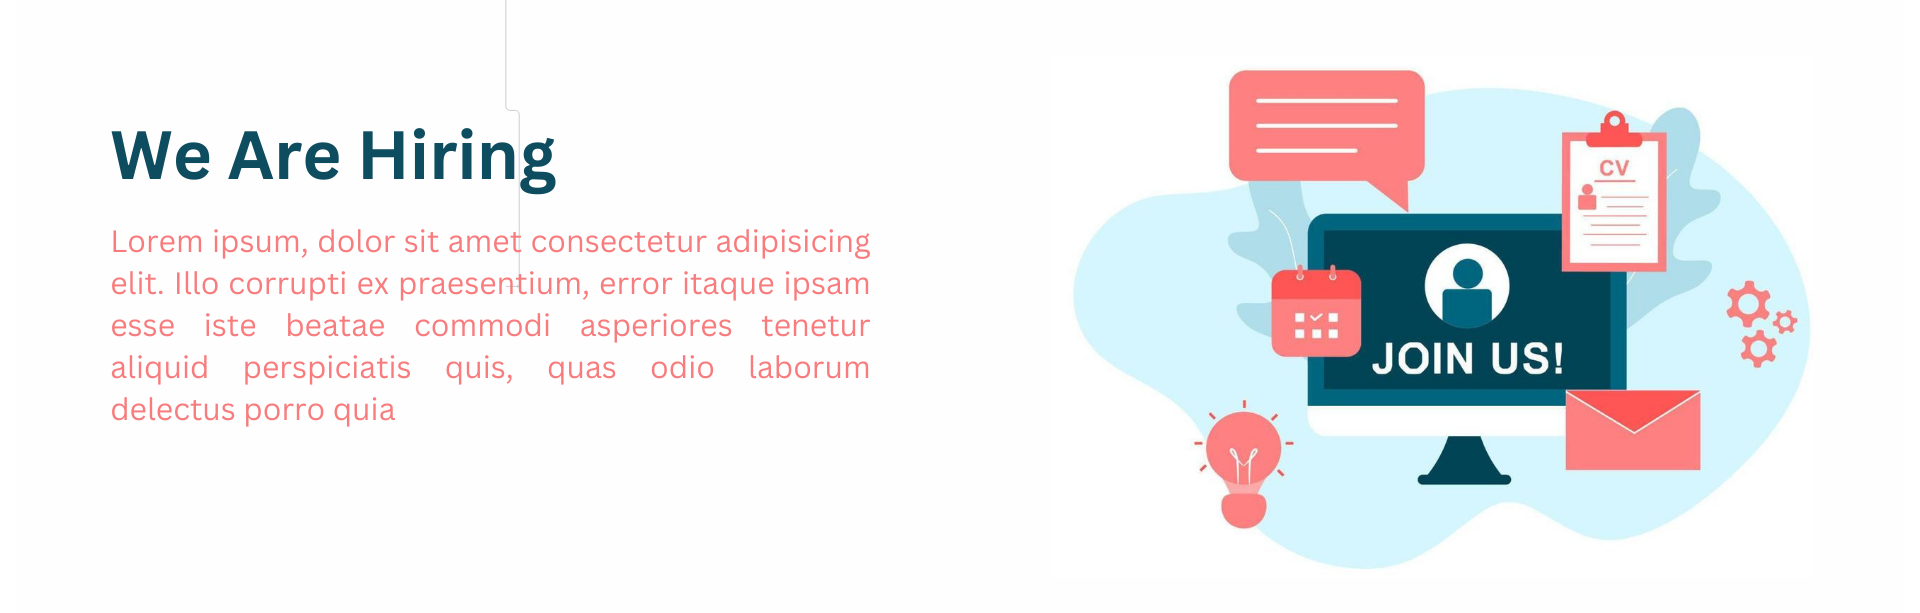 We Are Hiring
Lorem ipsum, dolor sit amet consectetur adipisicing
elit. Illo corrupti ex praesentium, error itaque ipsam
esse iste beatae commodi asperiores tenetur
aliquid perspiciatis quis, quas odio laborum
delectus porro quia
CV
JOIN US!